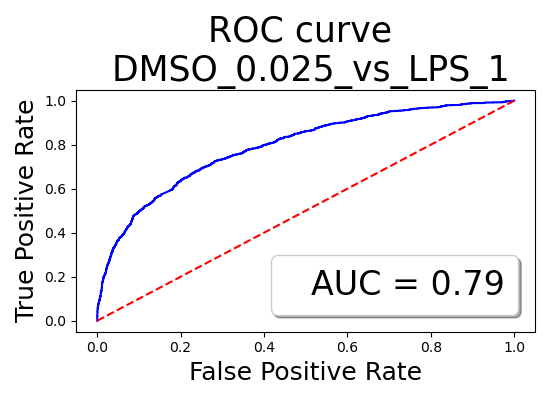 ROC curve
DMSO_0.025_vs_LPS_1
True Positive Rate
1.0
0.8
0.6
0.4
0.2
0.0
AUC = 0.79
0.0 0.2 0.4 0.6 0.8 1.0
False Positive Rate